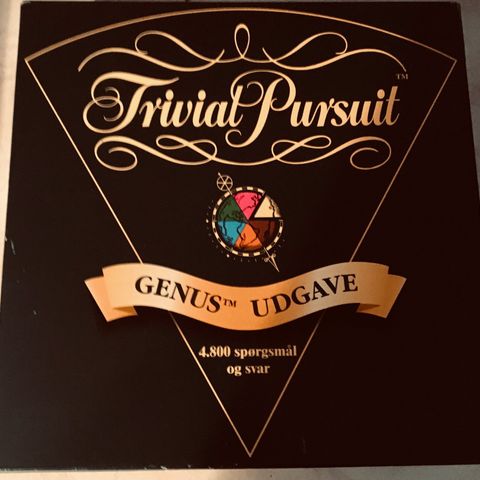 Trivial Pursuit™
GENUS™ UDGAVE
4.800 spørgsmål
og svar